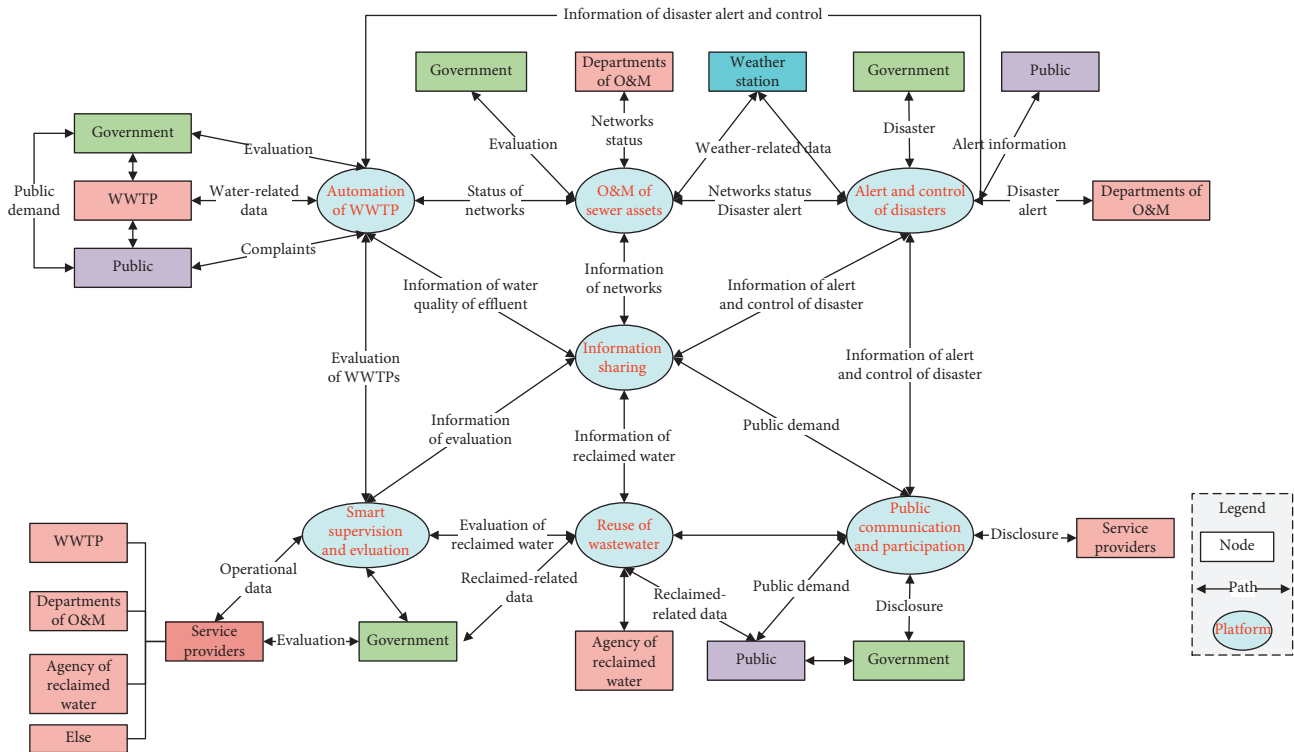 Information of disaster alert and control
Government
Departments
of O&M
Weather
station
Government
Public
Government
Evaluation
Evaluation
Networks
status
Weather-related data
Disaster
Alert information
Public
demand
WWTP
Water-related
data
Automation
of WWTP
Status of
networks
O&M of
sewer assets
Networks status
Disaster alert
Alert and control
of disasters
Disaster
alert
Departments
of O&M
Public
Complaints
Information of water
quality of effluent
Information
of networks
Information of alert
and control of disaster
Information
sharing
Evaluation
of WWTPs
Information of alert
and control of disaster
Information
of evaluation
Information of
reclaimed water
Public demand
WWTP
Departments
of O&M
Agency of
reclaimed
water
Else
Operational
data
Smart
supervision
and evluation
Evaluation of
reclaimed water
Reuse of
wastewater
Public
communication
and participation
Disclosure
Service
providers
Reclaimed-related
data
Reclaimed-
related data
Public demand
Disclosure
Service
providers
Evaluation
Government
Agency of
reclaimed
water
Public
Government
Legend
Node
Path
Platform